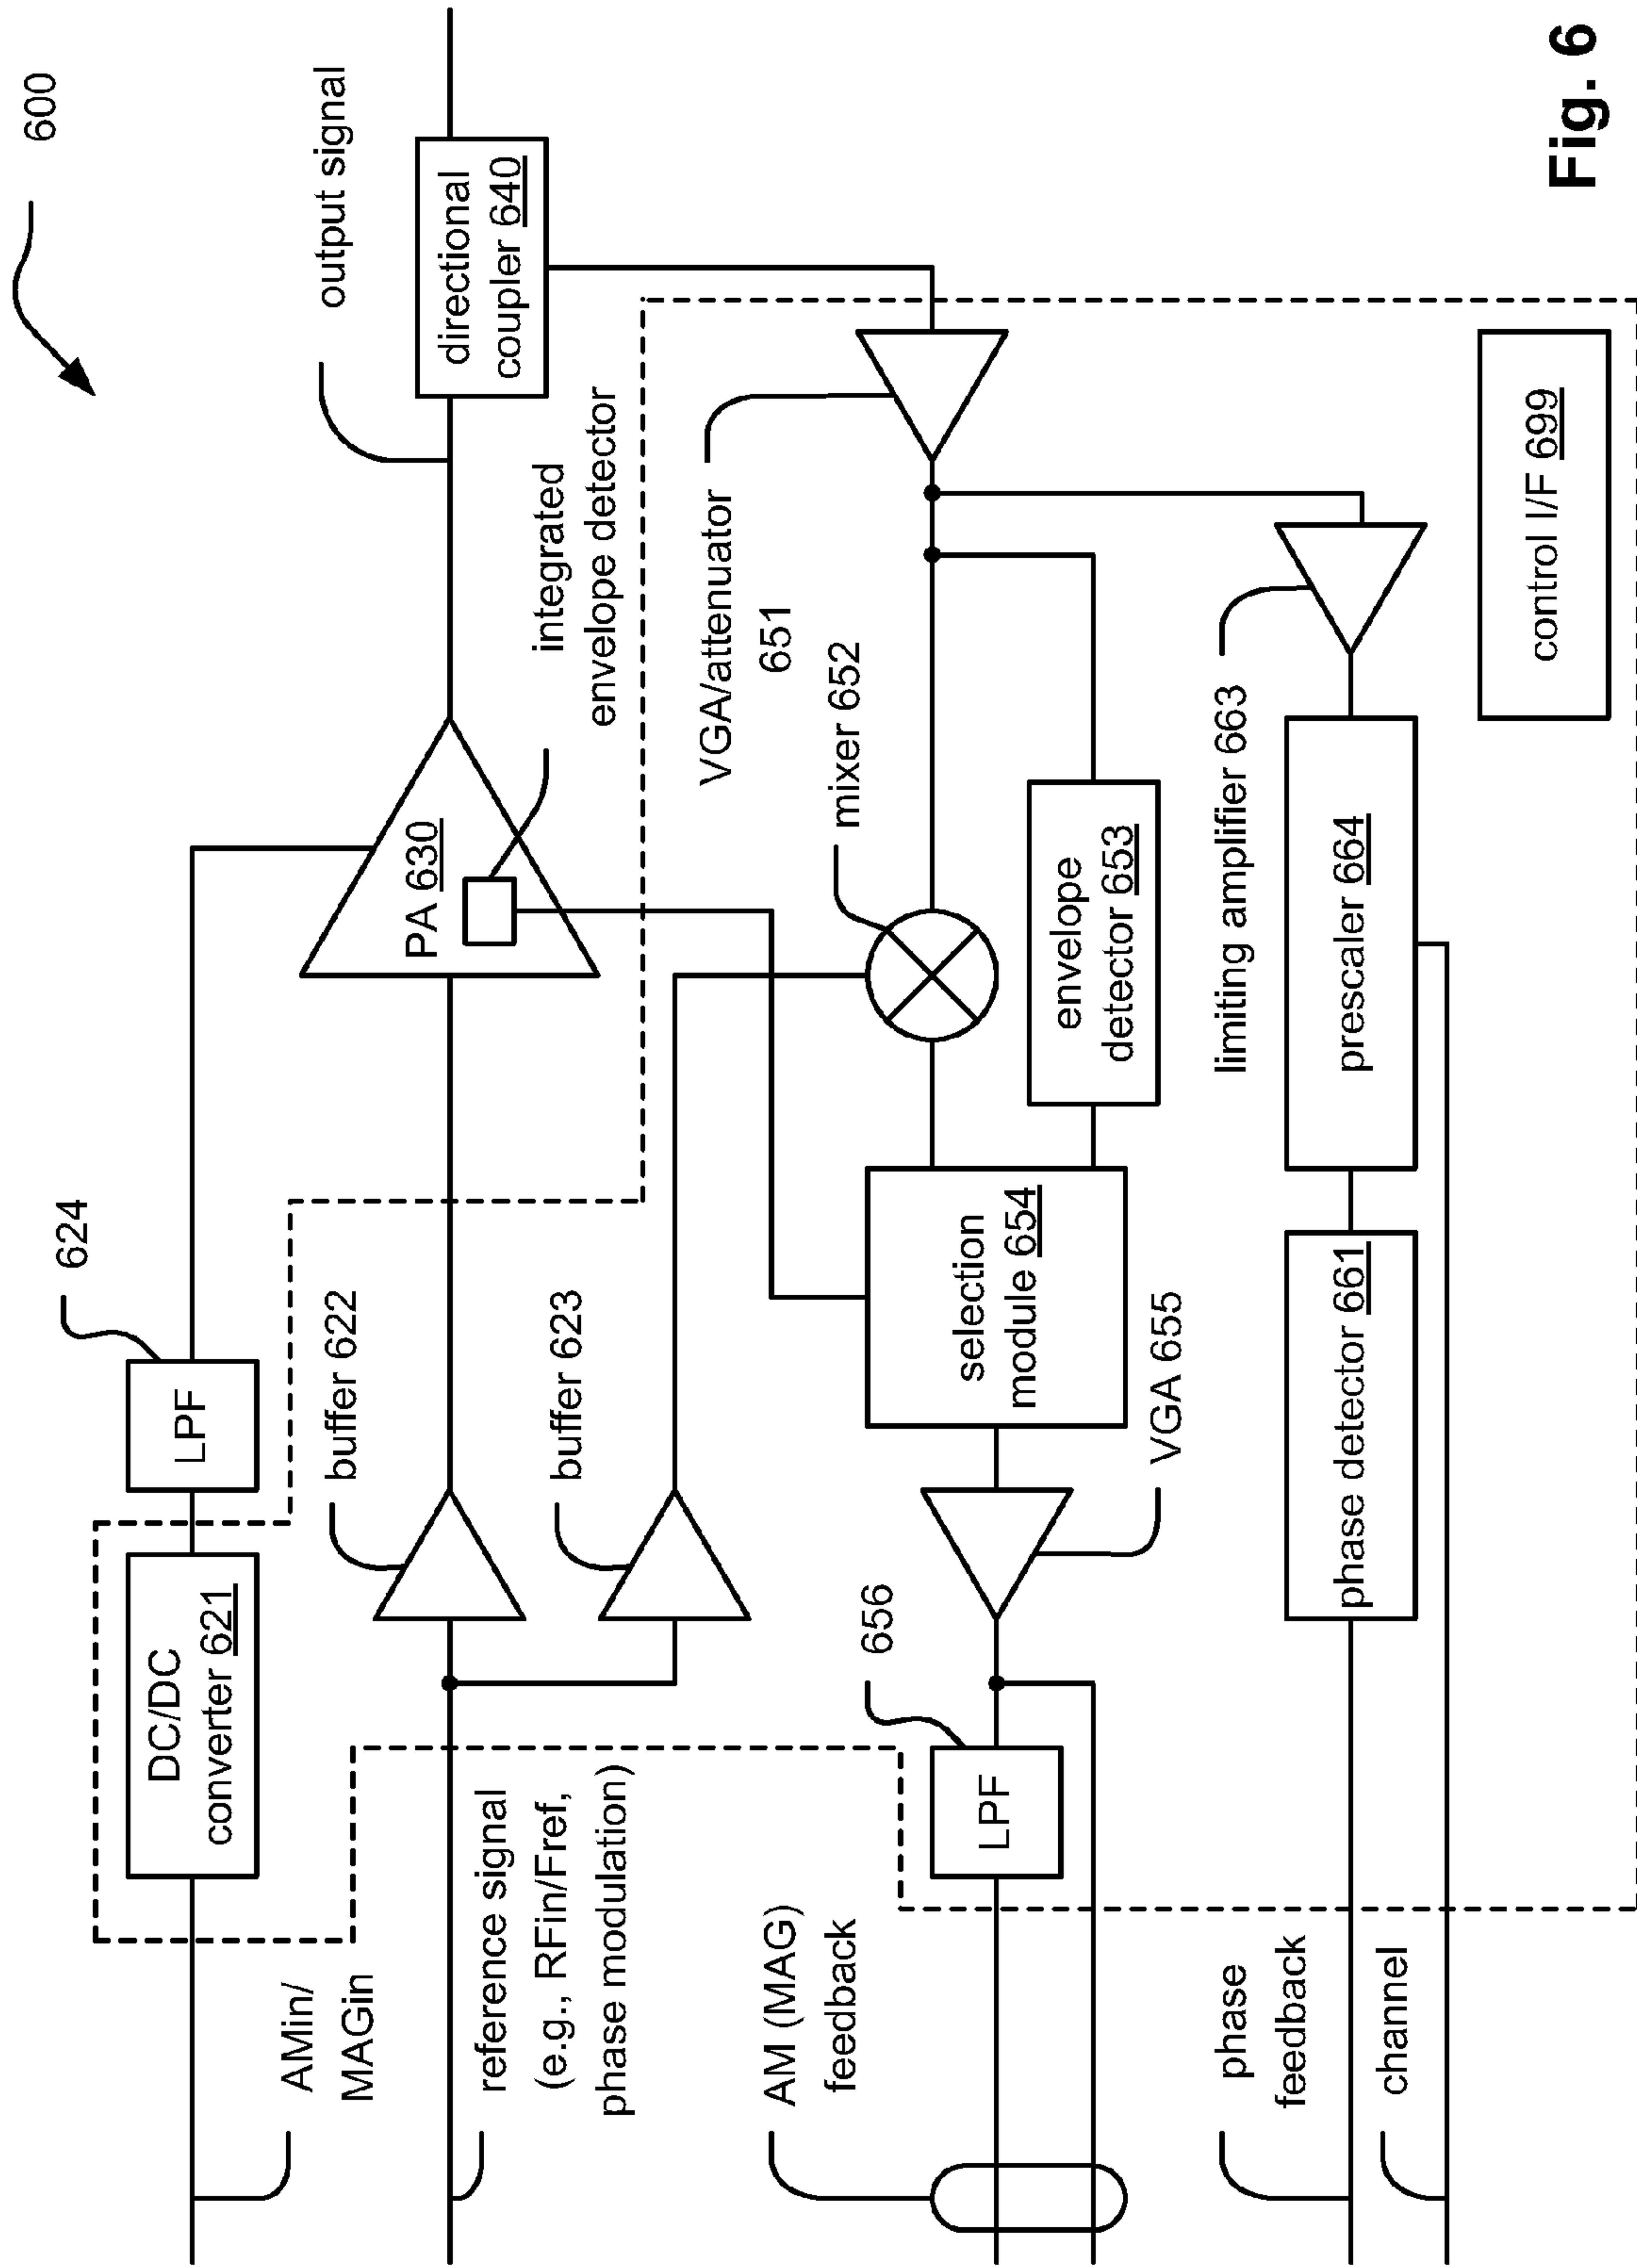 600
624
LPF
DC/DC
converter 621
AMin/
MAGin
output signal
directional
coupler 640
PA 630
integrated
envelope detector
buffer 622
buffer 623
reference signal
(e.g., RFin/Fref,
phase modulation)
VGA/attenuator
651
mixer 652
envelope
detector 653
selection
module 654
VGA 655
656
LPF
AM (MAG)
feedback
limiting amplifier 663
prescaler 664
phase detector 661
phase
feedback
channel
control I/F 699
Fig. 6